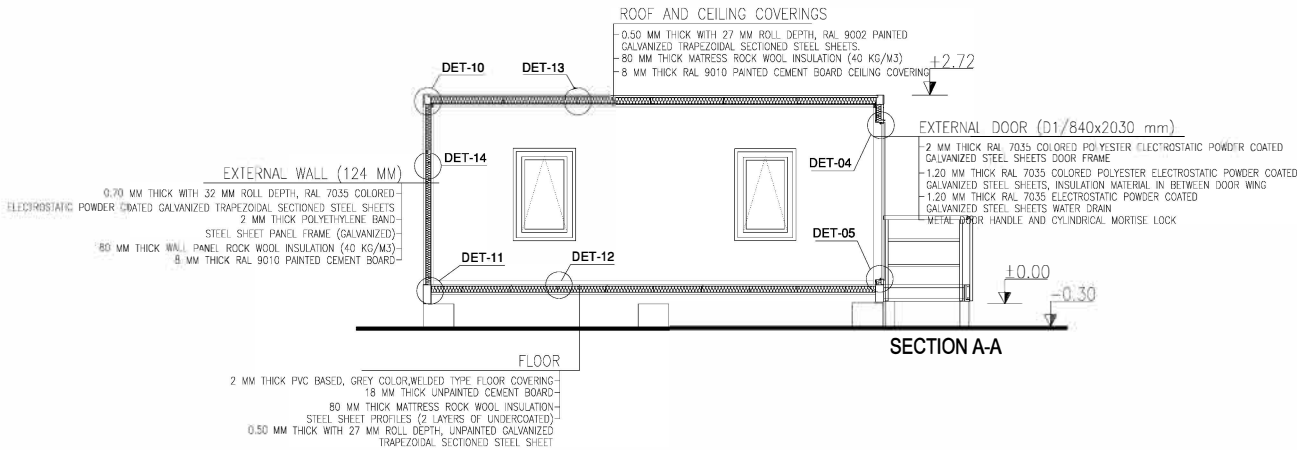 ROOF AND CEILING COVERINGS
0.50 MM THICK WITH 27 MM ROLL DEPTH, RAL 9002 PAINTED
GALVANIZED TRAPEZOIDAL SECTIONED STEEL SHEETS.
80 MM THICK MATRESS ROCK WOOL INSULATION (40 KG/M3)
8 MM THICK RAL 9010 PAINTED CEMENT BOARD CEILING COVERING
+2.72
DET-10
DET-13
EXTERNAL DOOR (D1/840x2030 mm)
2 MM THICK RAL 7035 COLORED POLYESTER ELECTROSTATIC POWDER COATED
GALVANIZED STEEL SHEETS DOOR FRAME
1.20 MM THICK RAL 7035 COLORED POLYESTER ELECTROSTATIC POWDER COATED
GALVANIZED STEEL SHEETS, INSULATION MATERIAL IN BETWEEN DOOR WING
1.20 MM THICK RAL 7035 ELECTROSTATIC POWDER COATED
GALVANIZED STEEL SHEETS WATER DRAIN
METAL DOOR HANDLE AND CYLINDRICAL MORTISE LOCK
DET-14
DET-04
EXTERNAL WALL (124 MM)
0.70 MM THICK WITH 32 MM ROLL DEPTH, RAL 7035 COLORED
ELECTROSTATIC POWDER COATED GALVANIZED TRAPEZOIDAL SECTIONED STEEL SHEETS
2 MM THICK POLYETHYLENE BAND
STEEL SHEET PANEL FRAME (GALVANIZED)
80 MM THICK WALL PANEL ROCK WOOL INSULATION (40 KG/M3)
8 MM THICK RAL 9010 PAINTED CEMENT BOARD
DET-11
DET-12
DET-05
±0.00
-0.30
SECTION A-A
FLOOR
2 MM THICK PVC BASED, GREY COLOR,WELDED TYPE FLOOR COVERING
18 MM THICK UNPAINTED CEMENT BOARD
80 MM THICK MATTRESS ROCK WOOL INSULATION
STEEL SHEET PROFILES (2 LAYERS OF UNDERCOATED)
0.50 MM THICK WITH 27 MM ROLL DEPTH, UNPAINTED GALVANIZED
TRAPEZOIDAL SECTIONED STEEL SHEET